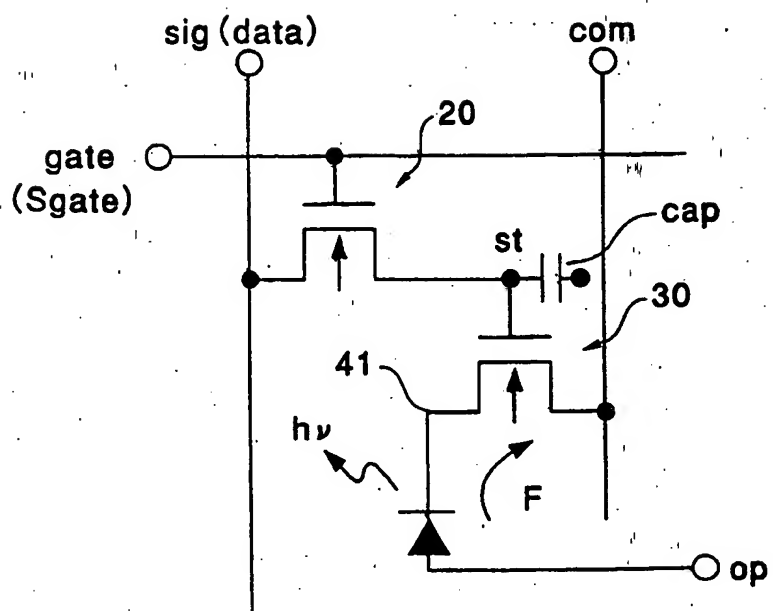 sig (data)
com
20
gate
(Sgate)
st
cap
30
41
hν
F
op